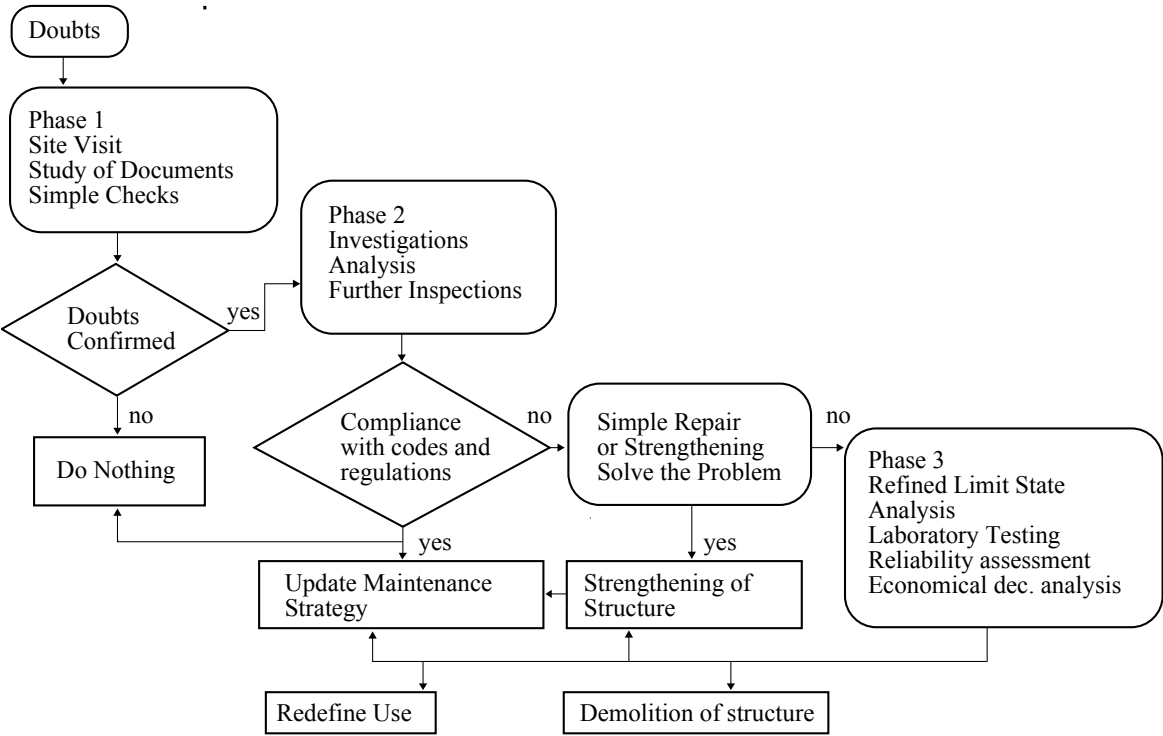 Doubts
Phase 1
Site Visit
Study of Documents
Simple Checks
Phase 2
Investigations
Analysis
Further Inspections
Doubts
Confirmed
yes
no
Do Nothing
Compliance
with codes and
regulations
no
Simple Repair
or Strengthening
Solve the Problem
no
Phase 3
Refined Limit State
Analysis
Laboratory Testing
Reliability assessment
Economical dec. analysis
yes
yes
Update Maintenance
Strategy
Strengthening of
Structure
Redefine Use
Demolition of structure